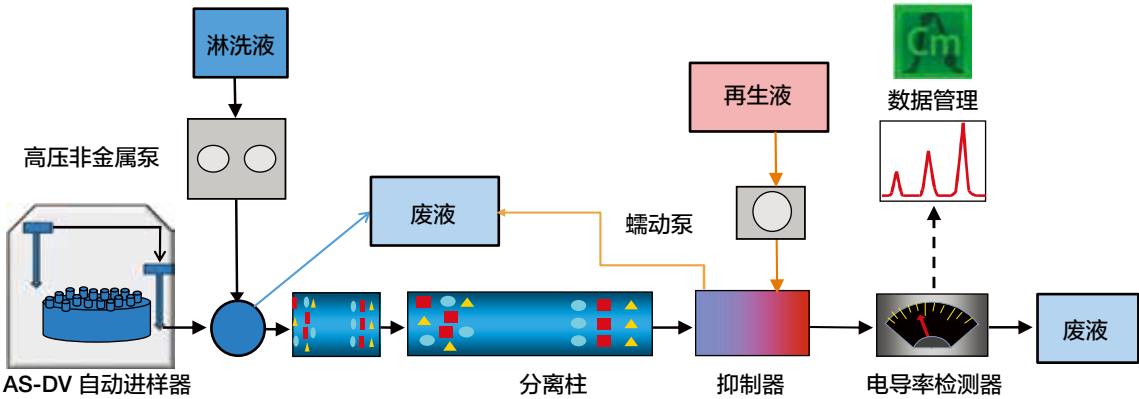 淋洗液
Cm
再生液
数据管理
高压非金属泵
废液
蠕动泵
废液
AS-DV 自动进样器
分离柱
抑制器
电导率检测器